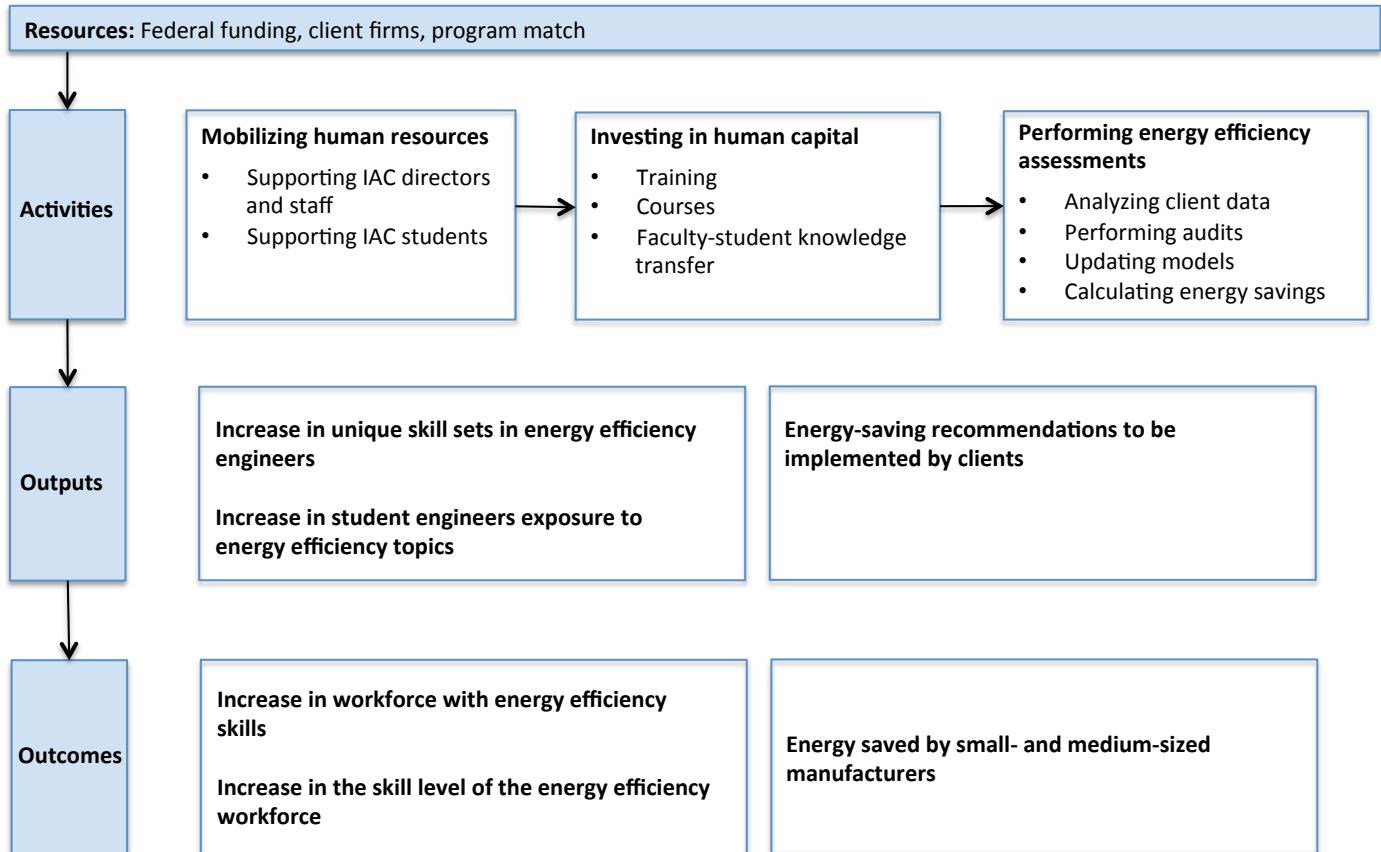 Resources: Federal funding, client firms, program match
Activities
Mobilizing human resources
• Supporting IAC directors
and staff
• Supporting IAC students
Investing in human capital
• Training
• Courses
• Faculty-student knowledge
transfer
Performing energy efficiency
assessments
• Analyzing client data
• Performing audits
• Updating models
• Calculating energy savings
Outputs
Increase in unique skill sets in energy efficiency
engineers
Increase in student engineers exposure to
energy efficiency topics
Energy-saving recommendations to be
implemented by clients
Outcomes
Increase in workforce with energy efficiency
skills
Increase in the skill level of the energy efficiency
workforce
Energy saved by small- and medium-sized
manufacturers